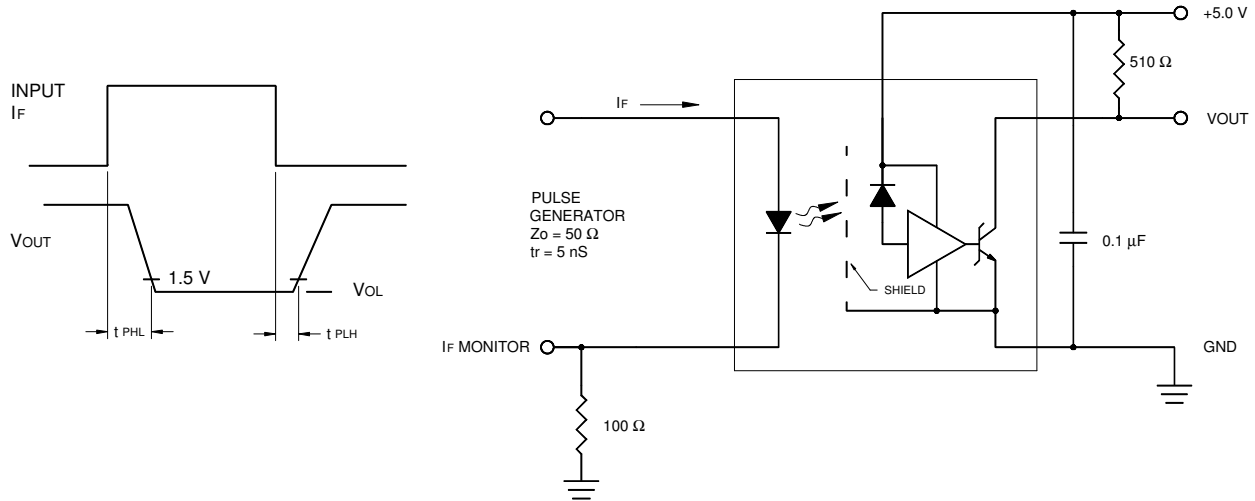 INPUT
IF
VOUT
1.5 V
VOL
t PHL
t PLH
+5.0 V
510 Ω
IF
VOUT
PULSE
GENERATOR
Zo = 50 Ω
tr = 5 nS
0.1 µF
SHIELD
IF MONITOR
GND
100 Ω